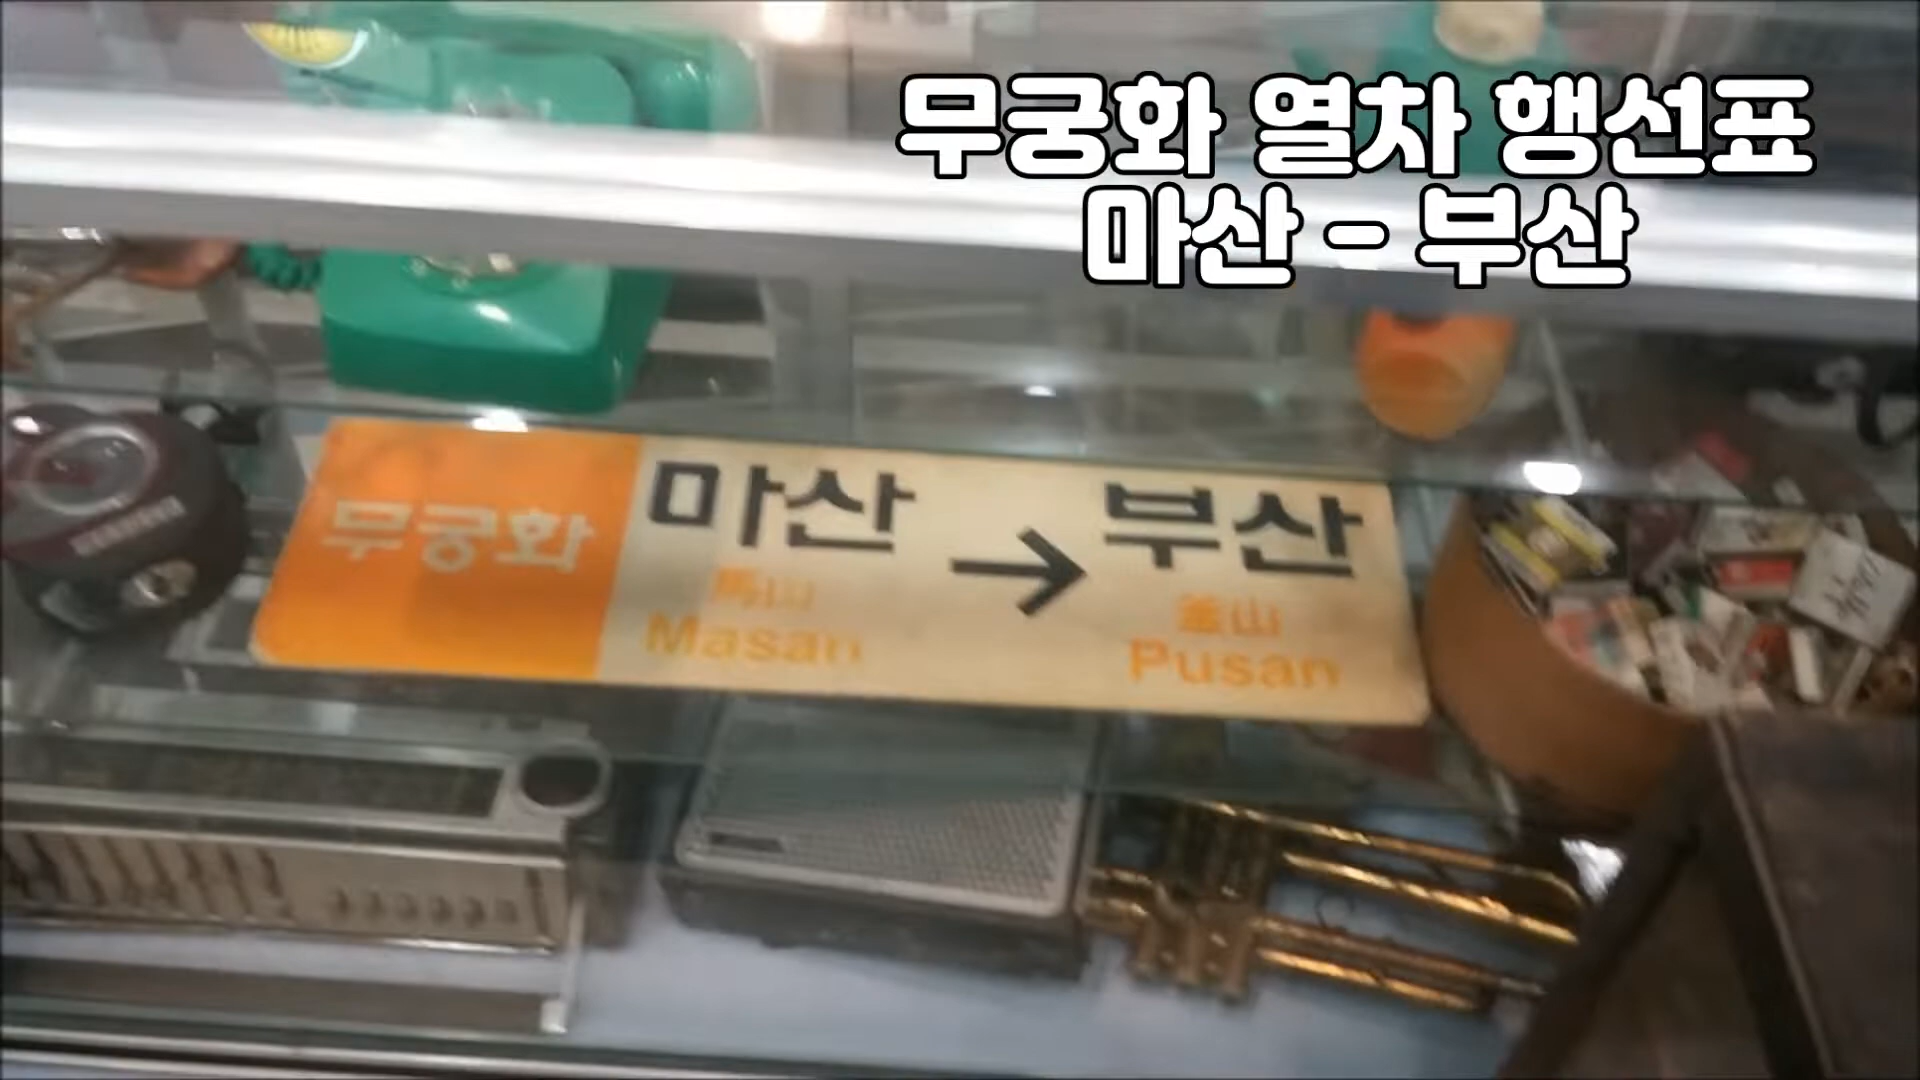 무궁화 열차 행선표
마산 - 부산
무궁화
마산 → 부산
馬山 釜山
Masan Pusan